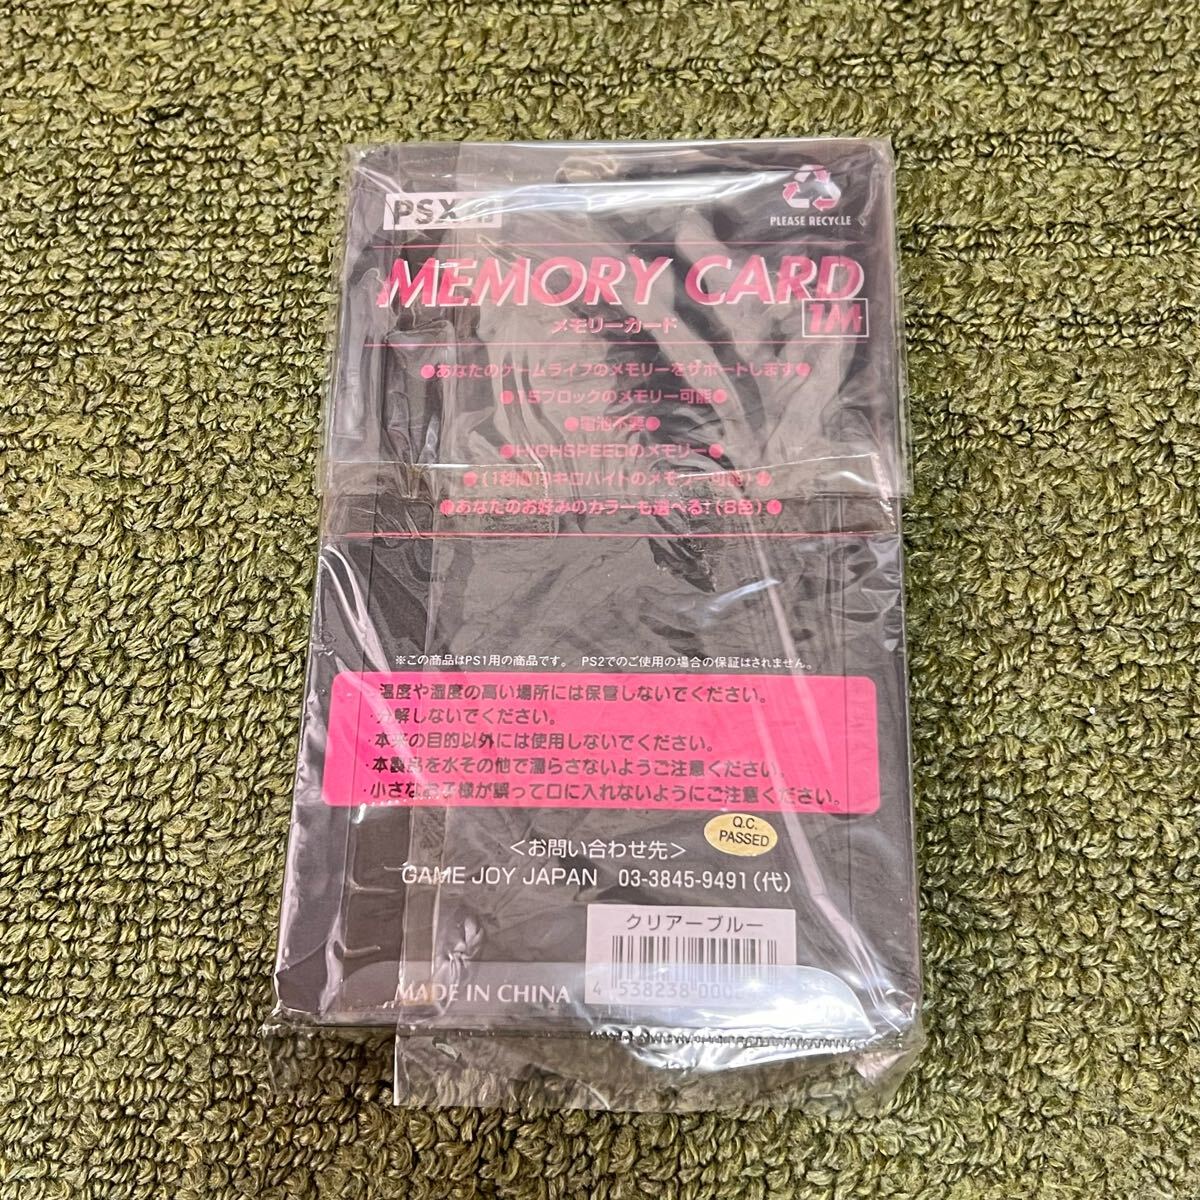 PSX用
PLEASE RECYCLE
MEMORY CARD
1M
メモリーカード
●あなたのゲームライフのメモリーをサポートします●
●15ブロックのメモリー可能●
●電池不要●
●HIGHSPEEDのメモリー●
のメモリー可能)●
●あなたのお好みのカラーも選べる!(8色)●
※この商品はPS1用の商品です。 PS2でのご使用の場合の保証はされません。
・温度や湿度の高い場所には保管しないでください。
・分解しないでください。
・本来の目的以外には使用しないでください。
・本製品を水その他で濡らさないようご注意ください。
・小さなお子様が誤って口に入れないようにご注意ください。
Q.C.
PASSED
<お問い合わせ先>
GAME JOY JAPAN 03-3845-9491(代)
クリアーブルー
4 538238 000
MADE IN CHINA